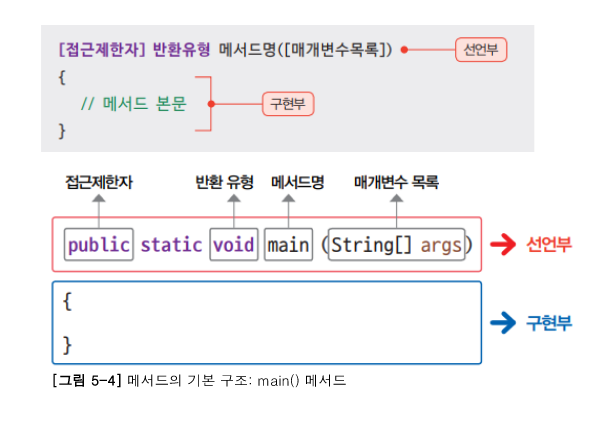 [접근제한자] 반환유형 메서드명([매개변수목록]) 선언부
{
// 메서드 본문 구현부
}
접근제한자 반환 유형 메서드명 매개변수 목록
public static void main (String[] args) 선언부
{
구현부
}
[그림 5-4] 메서드의 기본 구조: main() 메서드